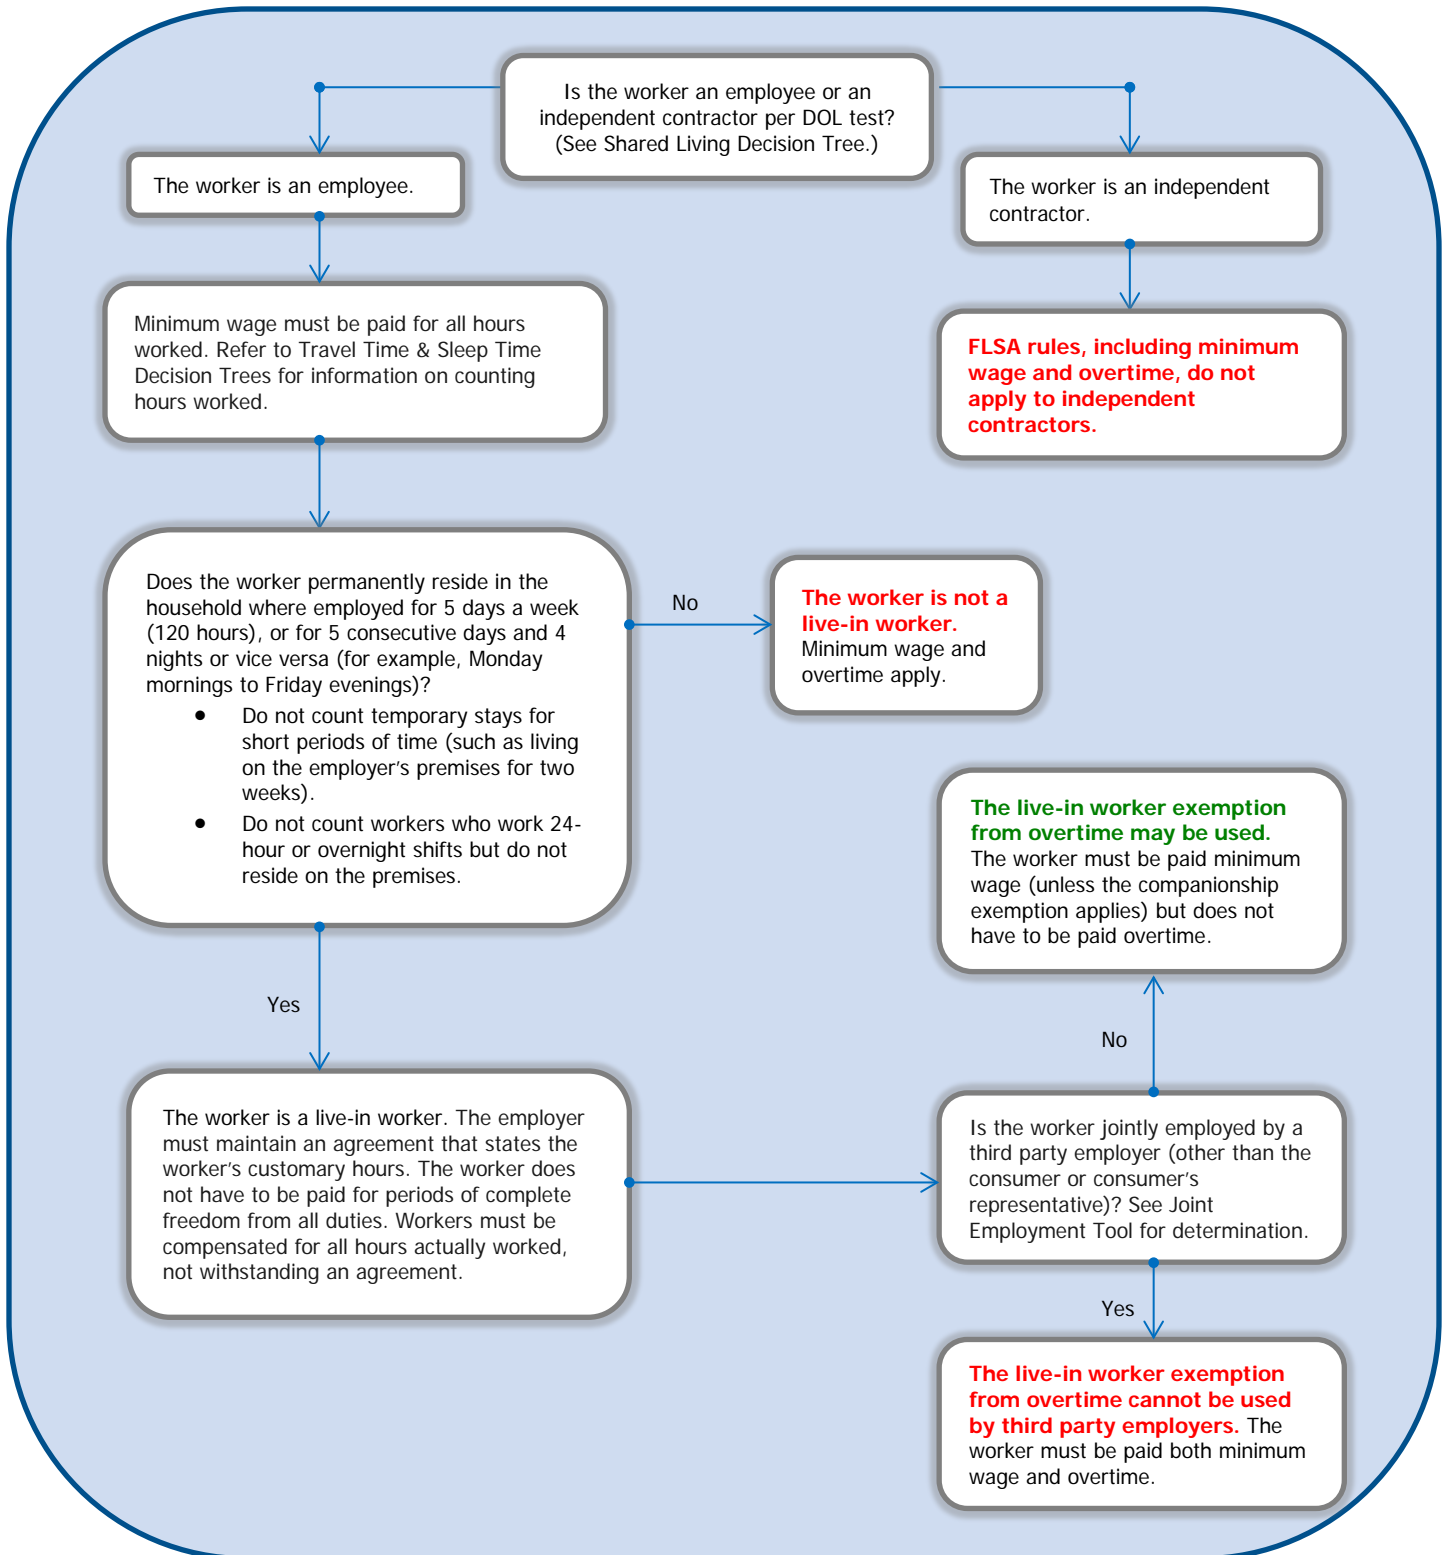 Is the worker an employee or an
independent contractor per DOL test?
(See Shared Living Decision Tree.)
The worker is an employee.
The worker is an independent
contractor.
Minimum wage must be paid for all hours
worked. Refer to Travel Time & Sleep Time
Decision Trees for information on counting
hours worked.
FLSA rules, including minimum
wage and overtime, do not
apply to independent
contractors.
Does the worker permanently reside in the
household where employed for 5 days a week
(120 hours), or for 5 consecutive days and 4
nights or vice versa (for example, Monday
mornings to Friday evenings)?
• Do not count temporary stays for
short periods of time (such as living
on the employer's premises for two
weeks).
• Do not count workers who work 24-
hour or overnight shifts but do not
reside on the premises.
No
The worker is not a
live-in worker.
Minimum wage and
overtime apply.
The live-in worker exemption
from overtime may be used.
The worker must be paid minimum
wage (unless the companionship
exemption applies) but does not
have to be paid overtime.
Yes
No
The worker is a live-in worker. The employer
must maintain an agreement that states the
worker's customary hours. The worker does
not have to be paid for periods of complete
freedom from all duties. Workers must be
compensated for all hours actually worked,
not withstanding an agreement.
Is the worker jointly employed by a
third party employer (other than the
consumer or consumer's
representative)? See Joint
Employment Tool for determination.
Yes
The live-in worker exemption
from overtime cannot be used
by third party employers. The
worker must be paid both minimum
wage and overtime.